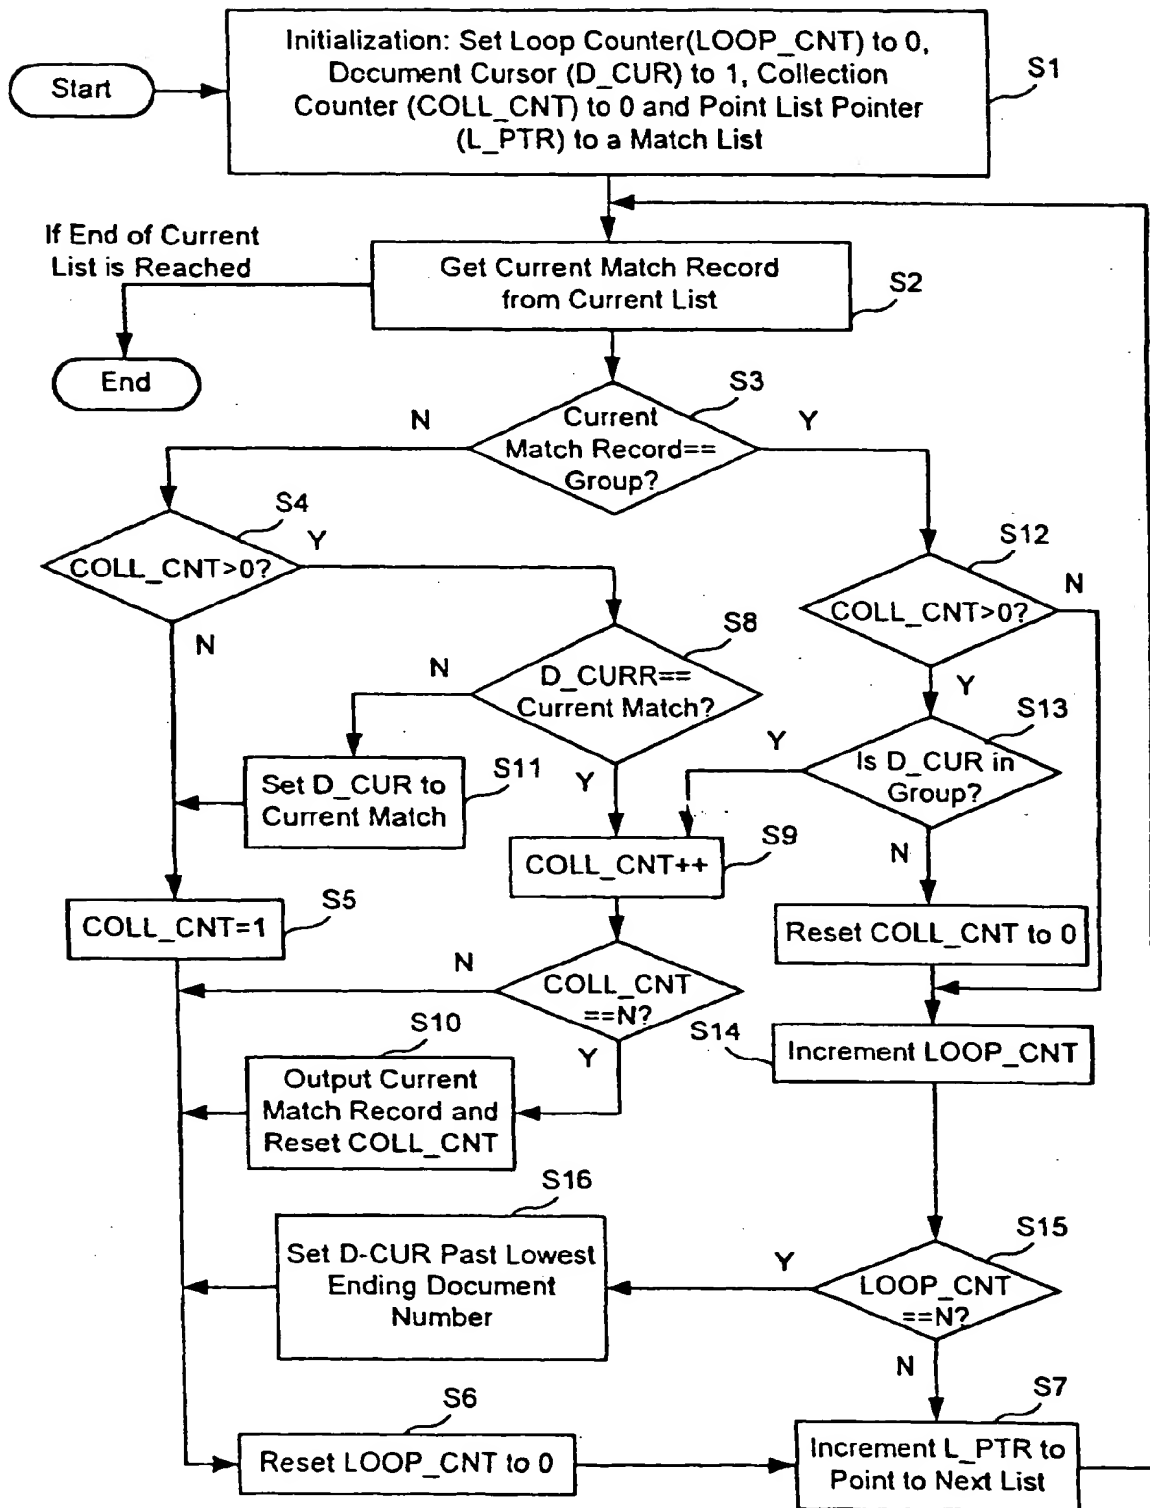 Initialization: Set Loop Counter(LOOP_CNT) to 0,
Document Cursor (D_CUR) to 1, Collection
Counter (COLL_CNT) to 0 and Point List Pointer
(L_PTR) to a Match List
S1
Start
If End of Current
List is Reached
Get Current Match Record
from Current List
S2
End
S3
N
Current
Match Record==
Group?
Y
S4
COLL_CNT>0?
Y
N
S12
COLL_CNT>0?
N
Y
S8
N
D_CURR==
Current Match?
Y
S13
Y
Is D_CUR in
Group?
N
S11
Set D_CUR to
Current Match
S9
COLL_CNT++
S5
COLL_CNT=1
Reset COLL_CNT to 0
N
COLL_CNT
==N?
Y
S14
Increment LOOP_CNT
S10
Output Current
Match Record and
Reset COLL_CNT
S16
Set D-CUR Past Lowest
Ending Document
Number
S15
Y
LOOP_CNT
==N?
N
S6
Reset LOOP_CNT to 0
S7
Increment L_PTR to
Point to Next List